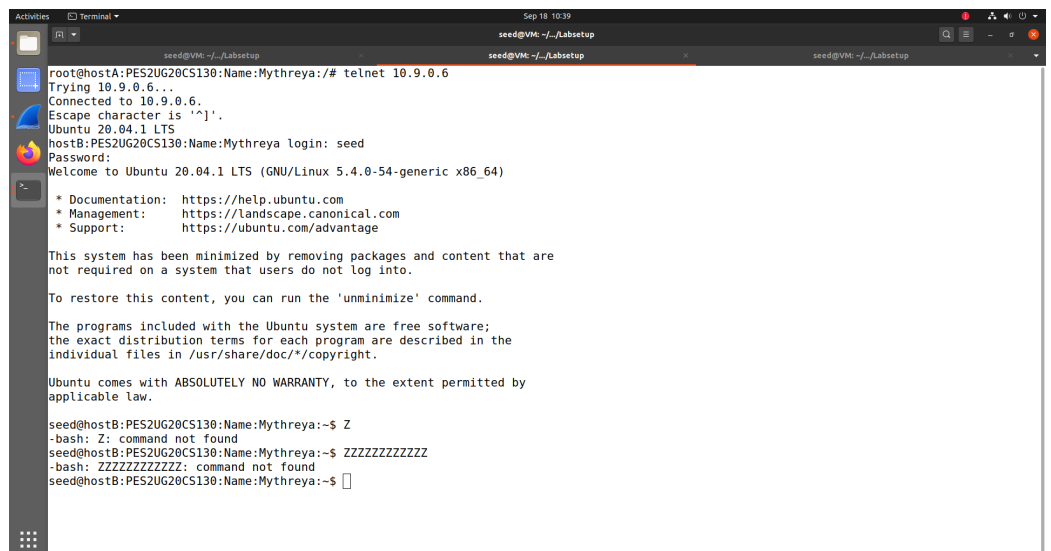 Activities Terminal Sep 18 10:39
seed@VM: ~/.../Labsetup
seed@VM: ~/.../Labsetup seed@VM: ~/.../Labsetup seed@VM: ~/.../Labsetup
root@hostA:PES2UG20CS130:Name:Mythreya:/# telnet 10.9.0.6
Trying 10.9.0.6...
Connected to 10.9.0.6.
Escape character is '^]'.
Ubuntu 20.04.1 LTS
hostB:PES2UG20CS130:Name:Mythreya login: seed
Password:
Welcome to Ubuntu 20.04.1 LTS (GNU/Linux 5.4.0-54-generic x86_64)
* Documentation: https://help.ubuntu.com
* Management: https://landscape.canonical.com
* Support: https://ubuntu.com/advantage
This system has been minimized by removing packages and content that are
not required on a system that users do not log into.
To restore this content, you can run the 'unminimize' command.
The programs included with the Ubuntu system are free software;
the exact distribution terms for each program are described in the
individual files in /usr/share/doc/*/copyright.
Ubuntu comes with ABSOLUTELY NO WARRANTY, to the extent permitted by
applicable law.
seed@hostB:PES2UG20CS130:Name:Mythreya:~$ Z
-bash: Z: command not found
seed@hostB:PES2UG20CS130:Name:Mythreya:~$ ZZZZZZZZZZZZ
-bash: ZZZZZZZZZZZZ: command not found
seed@hostB:PES2UG20CS130:Name:Mythreya:~$